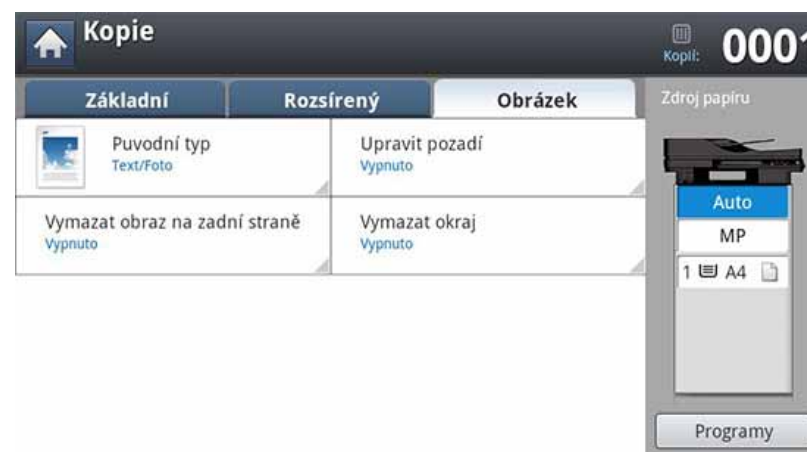 Kopie
Kopií:
0001
Základní
Rozsírený
Obrázek
Zdroj papíru
Puvodní typ
Text/Foto
Upravit pozadí
Vypnuto
Vymazat obraz na zadní straně
Vypnuto
Vymazat okraj
Vypnuto
Auto
MP
1 A4
Programy